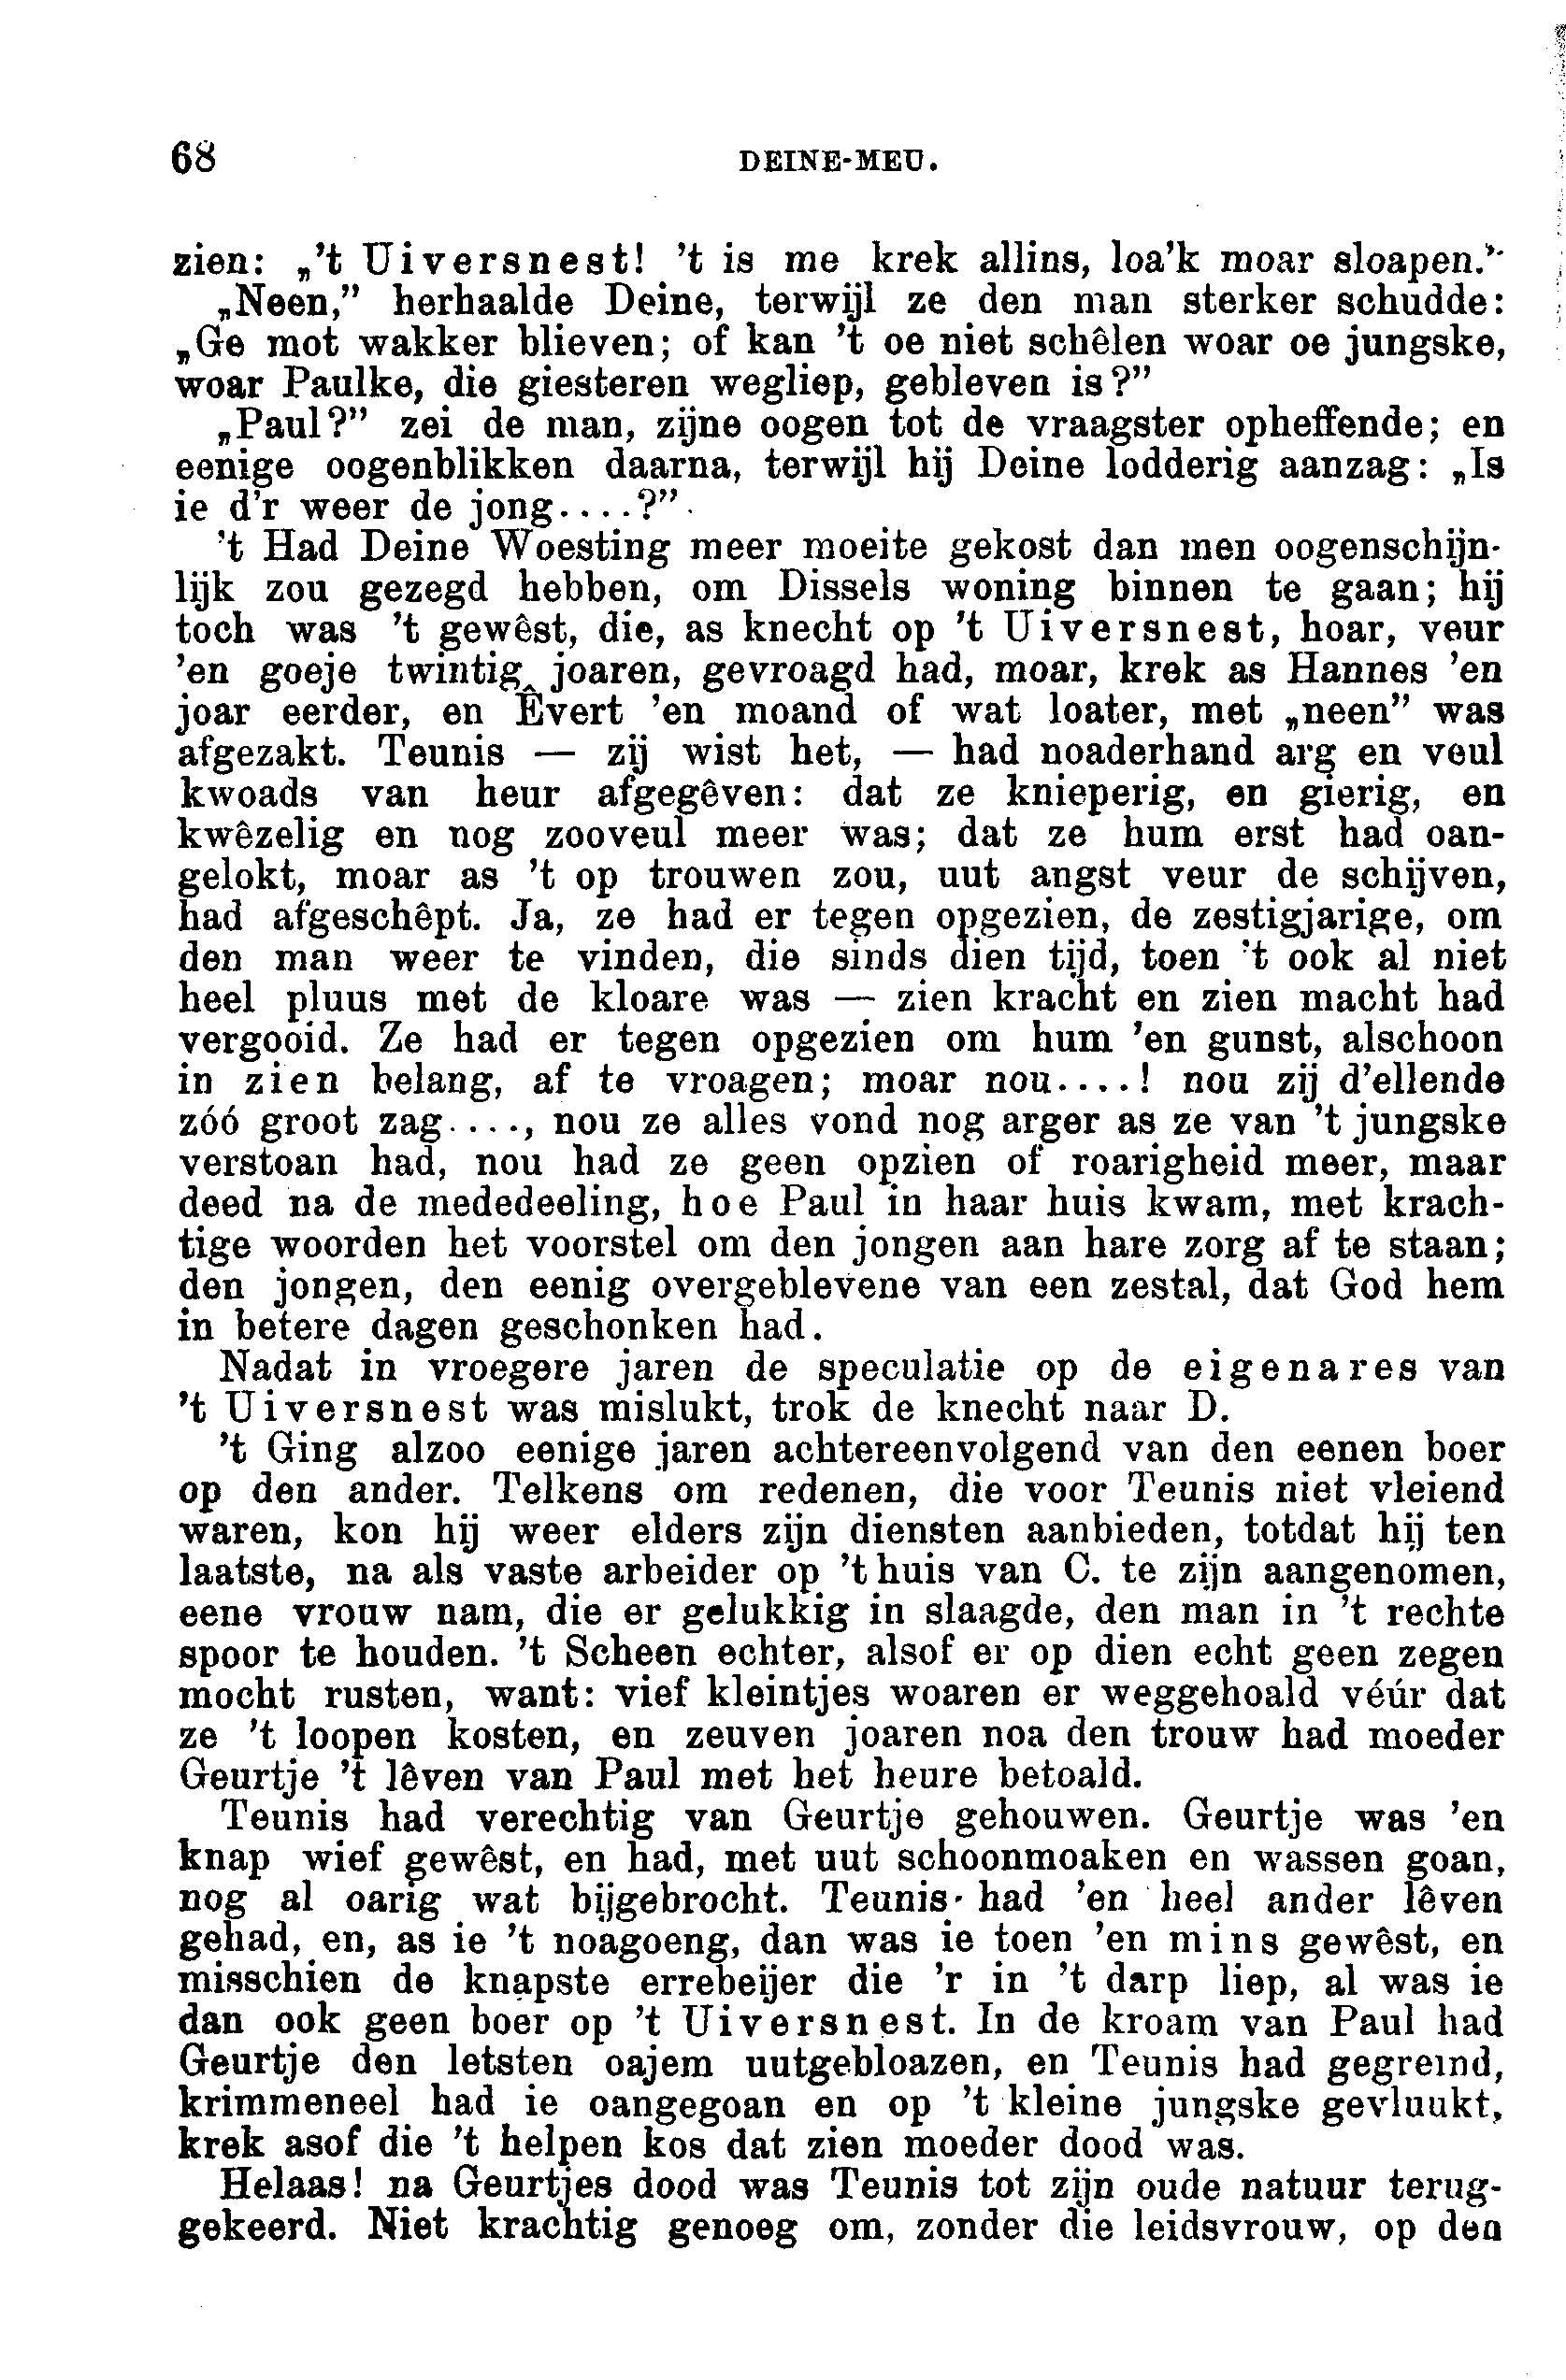 68 DEINE-MEU.
zien: „'t Uiversnest! 't is me krek allins, loa'k moar sloapen."
„Neen,” herhaalde Deine, terwijl ze den man sterker schudde:
„Ge mot wakker blieven; of kan 't oe niet schêlen woar oe jungske,
woar Paulke, die giesteren wegliep, gebleven is?”
„Paul?” zei de man, zijne oogen tot de vraagster opheffende; en
eenige oogenblikken daarna, terwijl hij Deine lodderig aanzag: „Is
ie d'r weer de jong....?”
't Had Deine Woesting meer moeite gekost dan men oogenschijn-
lijk zou gezegd hebben, om Dissels woning binnen te gaan; hij
toch was 't gewêst, die, as knecht op 't Uiversnest, hoar, veur
'en goeje twintig joaren, gevroagd had, moar, krek as Hannes 'en
joar eerder, en Êvert 'en moand of wat loater, met „neen” was
afgezakt. Teunis — zij wist het, — had noaderhand arg en veul
kwoads van heur afgegêven: dat ze knieperig, en gierig, en
kwêzelig en nog zooveul meer was; dat ze hum erst had oan-
gelokt, moar as 't op trouwen zou, uut angst veur de schijven,
had afgeschêpt. Ja, ze had er tegen opgezien, de zestigjarige, om
den man weer te vinden, die sinds dien tijd, toen 't ook al niet
heel pluus met de kloare was — zien kracht en zien macht had
vergooid. Ze had er tegen opgezien om hum 'en gunst, alschoon
in zien belang, af te vroagen; moar nou....! nou zij d'ellende
zóó groot zag...., nou ze alles vond nog arger as ze van 't jungske
verstoan had, nou had ze geen opzien of roarigheid meer, maar
deed na de mededeeling, hoe Paul in haar huis kwam, met krach-
tige woorden het voorstel om den jongen aan hare zorg af te staan;
den jongen, den eenig overgeblevene van een zestal, dat God hem
in betere dagen geschonken had.
Nadat in vroegere jaren de speculatie op de eigenares van
't Uiversnest was mislukt, trok de knecht naar D.
't Ging alzoo eenige jaren achtereenvolgend van den eenen boer
op den ander. Telkens om redenen, die voor Teunis niet vleiend
waren, kon hij weer elders zijn diensten aanbieden, totdat hij ten
laatste, na als vaste arbeider op 't huis van C. te zijn aangenomen,
eene vrouw nam, die er gelukkig in slaagde, den man in 't rechte
spoor te houden. 't Scheen echter, alsof er op dien echt geen zegen
mocht rusten, want: vief kleintjes woaren er weggehoald véúr dat
ze 't loopen kosten, en zeuven joaren noa den trouw had moeder
Geurtje 't lêven van Paul met het heure betoald.
Teunis had verechtig van Geurtje gehouwen. Geurtje was 'en
knap wief gewêst, en had, met uut schoonmoaken en wassen goan,
nog al oarig wat bijgebrocht. Teunis had 'en heel ander lêven
gehad, en, as ie 't noagoeng, dan was ie toen 'en mins gewêst, en
misschien de knapste errebeijer die 'r in 't darp liep, al was ie
dan ook geen boer op 't Uiversnest. In de kroam van Paul had
Geurtje den letsten oajem uutgebloazen, en Teunis had gegreind,
krimmeneel had ie oangegoan en op 't kleine jungske gevluukt,
krek asof die 't helpen kos dat zien moeder dood was.
Helaas! na Geurtjes dood was Teunis tot zijn oude natuur terug-
gekeerd. Niet krachtig genoeg om, zonder die leidsvrouw, op den